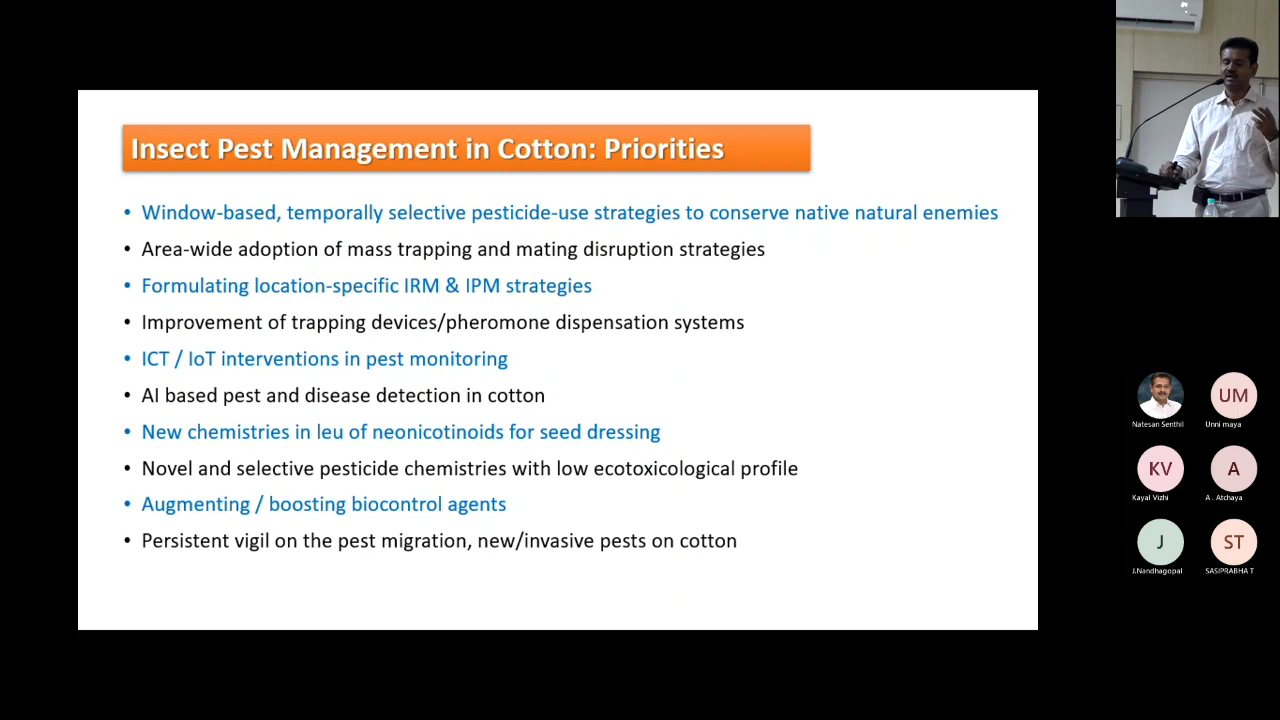 Insect Pest Management in Cotton: Priorities
• Window-based, temporally selective pesticide-use strategies to conserve native natural enemies
• Area-wide adoption of mass trapping and mating disruption strategies
• Formulating location-specific IRM & IPM strategies
• Improvement of trapping devices/pheromone dispensation systems
• ICT / IoT interventions in pest monitoring
• AI based pest and disease detection in cotton
• New chemistries in leu of neonicotinoids for seed dressing
• Novel and selective pesticide chemistries with low ecotoxicological profile
• Augmenting / boosting biocontrol agents
• Persistent vigil on the pest migration, new/invasive pests on cotton
UM
Natesan Senthil
Unni maya
KV
A
Kayal Vizhi
A . Atchaya
J
ST
J.Nandhagopal
SASIPRABHA T